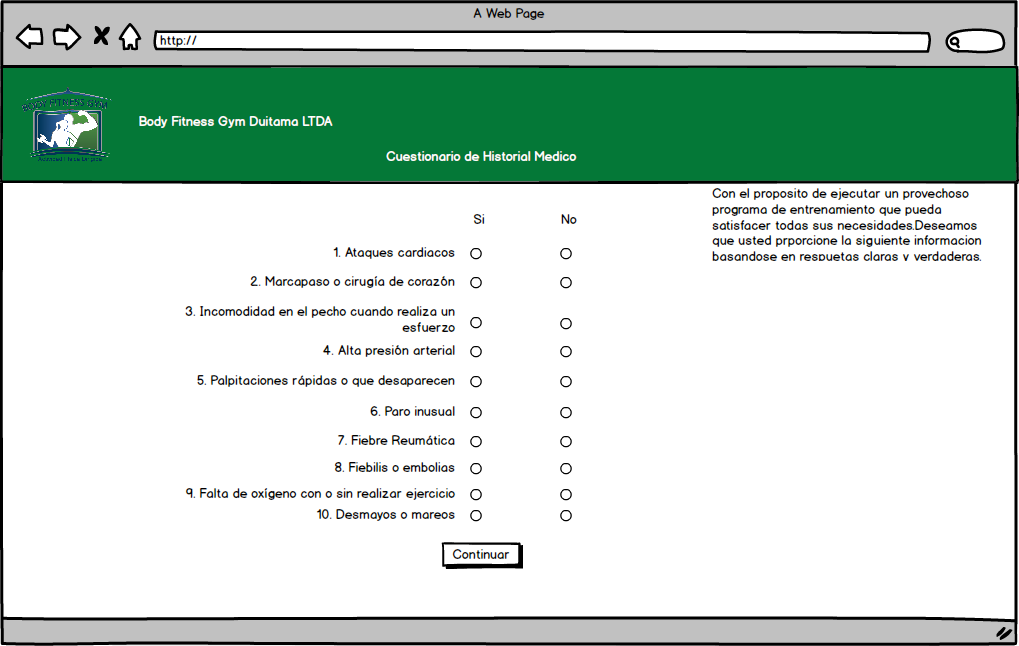 A Web Page
http://
BODY FITNESS GYM
Body Fitness Gym Duitama LTDA
Cuestionario de Historial Medico
Con el proposito de ejecutar un provechoso
programa de entrenamiento que pueda
satisfacer todas sus necesidades.Deseamos
que usted prporcione la siguiente informacion
basandose en respuetas claras y verdaderas.
Si No
1. Ataques cardiacos
2. Marcapaso o cirugía de corazón
3. Incomodidad en el pecho cuando realiza un
esfuerzo
4. Alta presión arterial
5. Palpitaciones rápidas o que desaparecen
6. Paro inusual
7. Fiebre Reumática
8. Fiebilis o embolias
9. Falta de oxígeno con o sin realizar ejercicio
10. Desmayos o mareos
Continuar